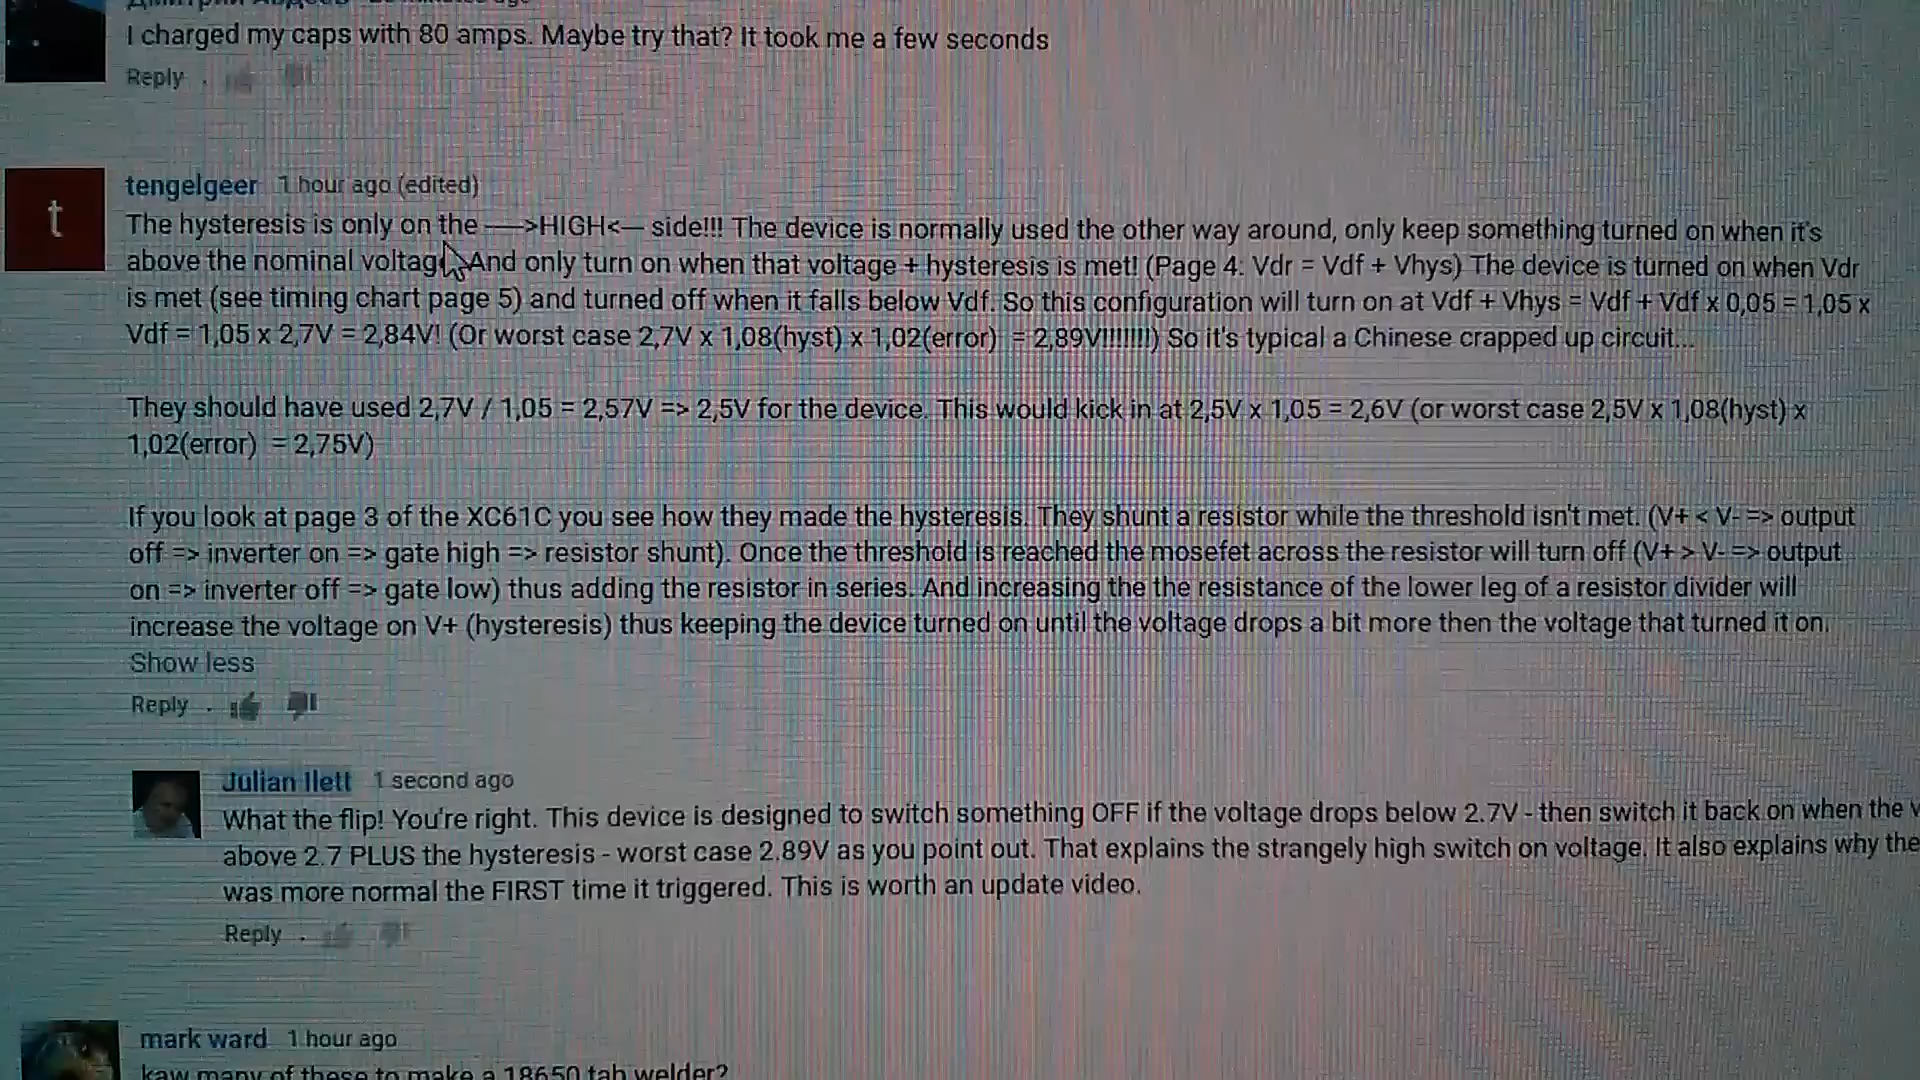 I charged my caps with 80 amps. Maybe try that? It took me a few seconds
Reply .
t
tengelgeer 1 hour ago (edited)
The hysteresis is only on the ---->HIGH<--- side!!! The device is normally used the other way around, only keep something turned on when it's
above the nominal voltag And only turn on when that voltage + hysteresis is met! (Page 4: Vdr = Vdf + Vhys) The device is turned on when Vdr
is met (see timing chart page 5) and turned off when it falls below Vdf. So this configuration will turn on at Vdf + Vhys = Vdf + Vdf x 0,05 = 1,05 x
Vdf = 1,05 x 2,7V = 2,84V! (Or worst case 2,7V x 1,08(hyst) x 1,02(error) = 2,89V!!!!!!!) So it's typical a Chinese crapped up circuit...
They should have used 2,7V / 1,05 = 2,57V => 2,5V for the device. This would kick in at 2,5V x 1,05 = 2,6V (or worst case 2,5V x 1,08(hyst) x
1,02(error) = 2,75V)
If you look at page 3 of the XC61C you see how they made the hysteresis. They shunt a resistor while the threshold isn't met. (V+ < V- => output
off => inverter on => gate high => resistor shunt). Once the threshold is reached the mosefet across the resistor will turn off (V+ > V- => output
on => inverter off => gate low) thus adding the resistor in series. And increasing the the resistance of the lower leg of a resistor divider will
increase the voltage on V+ (hysteresis) thus keeping the device turned on until the voltage drops a bit more then the voltage that turned it on.
Show less
Reply .
Julian Ilett 1 second ago
What the flip! You're right. This device is designed to switch something OFF if the voltage drops below 2.7V - then switch it back on when the v
above 2.7 PLUS the hysteresis - worst case 2.89V as you point out. That explains the strangely high switch on voltage. It also explains why the
was more normal the FIRST time it triggered. This is worth an update video.
Reply .
mark ward 1 hour ago
kaw many of these to make a 18650 tab welder?